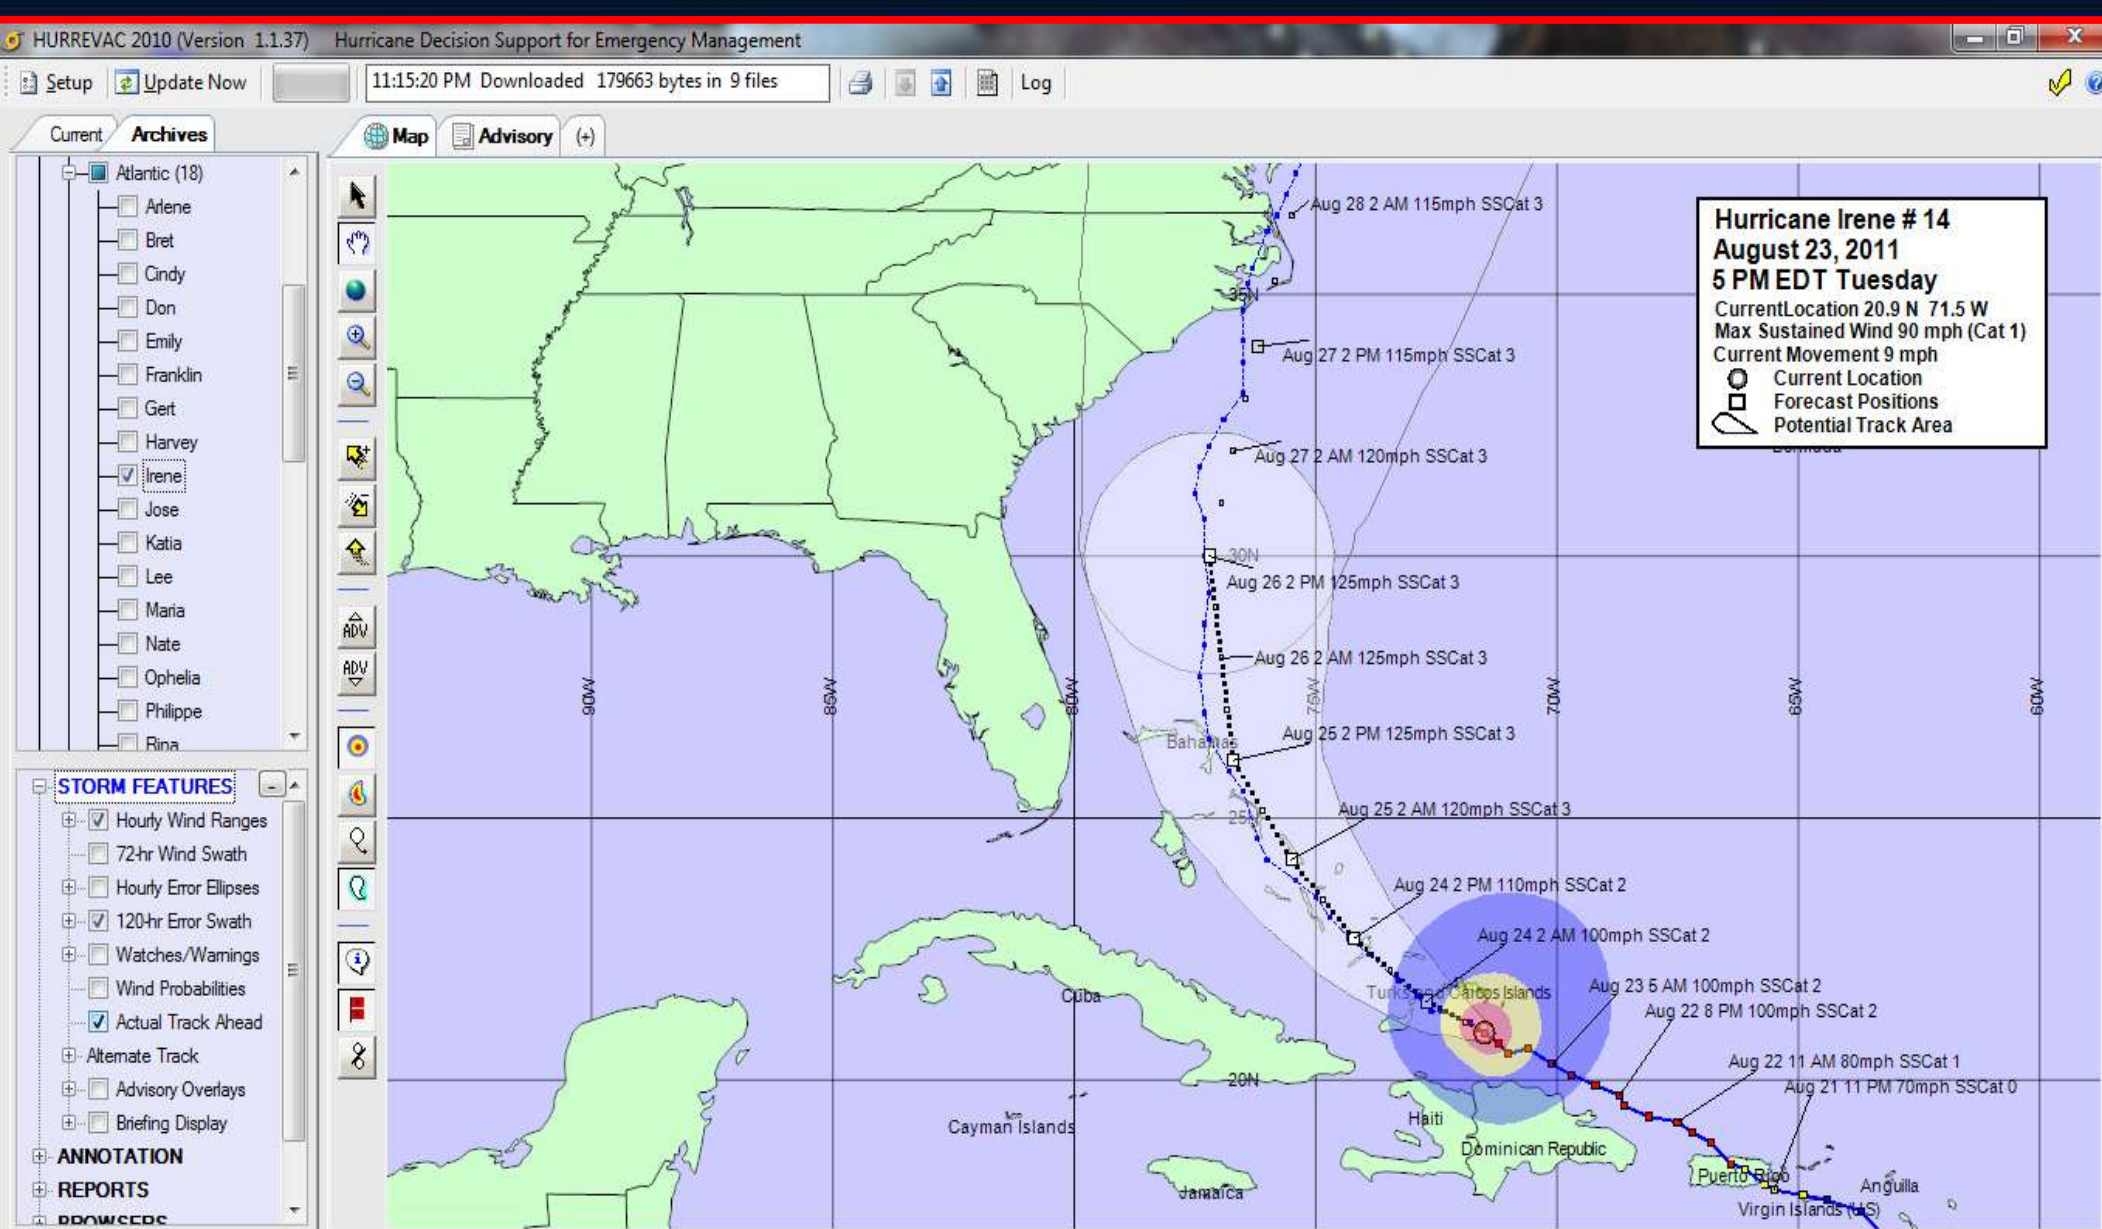 HURREVAC 2010 (Version 1.1.37) Hurricane Decision Support for Emergency Management
Setup Update Now 11:15:20 PM Downloaded 179663 bytes in 9 files Log
Current Archives Map Advisory (+)
Atlantic (18)
Arlene
Bret
Cindy
Don
Emily
Franklin
Gert
Harvey
Irene
Jose
Katia
Lee
Maria
Nate
Ophelia
Philippe
Rina
STORM FEATURES
Hourly Wind Ranges
72-hr Wind Swath
Hourly Error Ellipses
120-hr Error Swath
Watches/Warnings
Wind Probabilities
Actual Track Ahead
Alternate Track
Advisory Overlays
Briefing Display
ANNOTATION
REPORTS
BROWSERS
ADV
ADV
Hurricane Irene # 14
August 23, 2011
5 PM EDT Tuesday
CurrentLocation 20.9 N 71.5 W
Max Sustained Wind 90 mph (Cat 1)
Current Movement 9 mph
Current Location
Forecast Positions
Potential Track Area
Aug 28 2 AM 115mph SSCat 3
35N
Aug 27 2 PM 115mph SSCat 3
Aug 27 2 AM 120mph SSCat 3
30N
Aug 26 2 PM 125mph SSCat 3
Aug 26 2 AM 125mph SSCat 3
90W
85W
80W
75W
70W
65W
60W
Aug 25 2 PM 125mph SSCat 3
Bahamas
Aug 25 2 AM 120mph SSCat 3
Aug 24 2 PM 110mph SSCat 2
Aug 24 2 AM 100mph SSCat 2
Aug 23 5 AM 100mph SSCat 2
Turks and Caicos Islands
Cuba
Aug 22 8 PM 100mph SSCat 2
Aug 22 11 AM 80mph SSCat 1
20N
Aug 21 11 PM 70mph SSCat 0
Cayman Islands
Haiti
Dominican Republic
Puerto Rico
Anguilla
Jamaica
Virgin Islands (US)